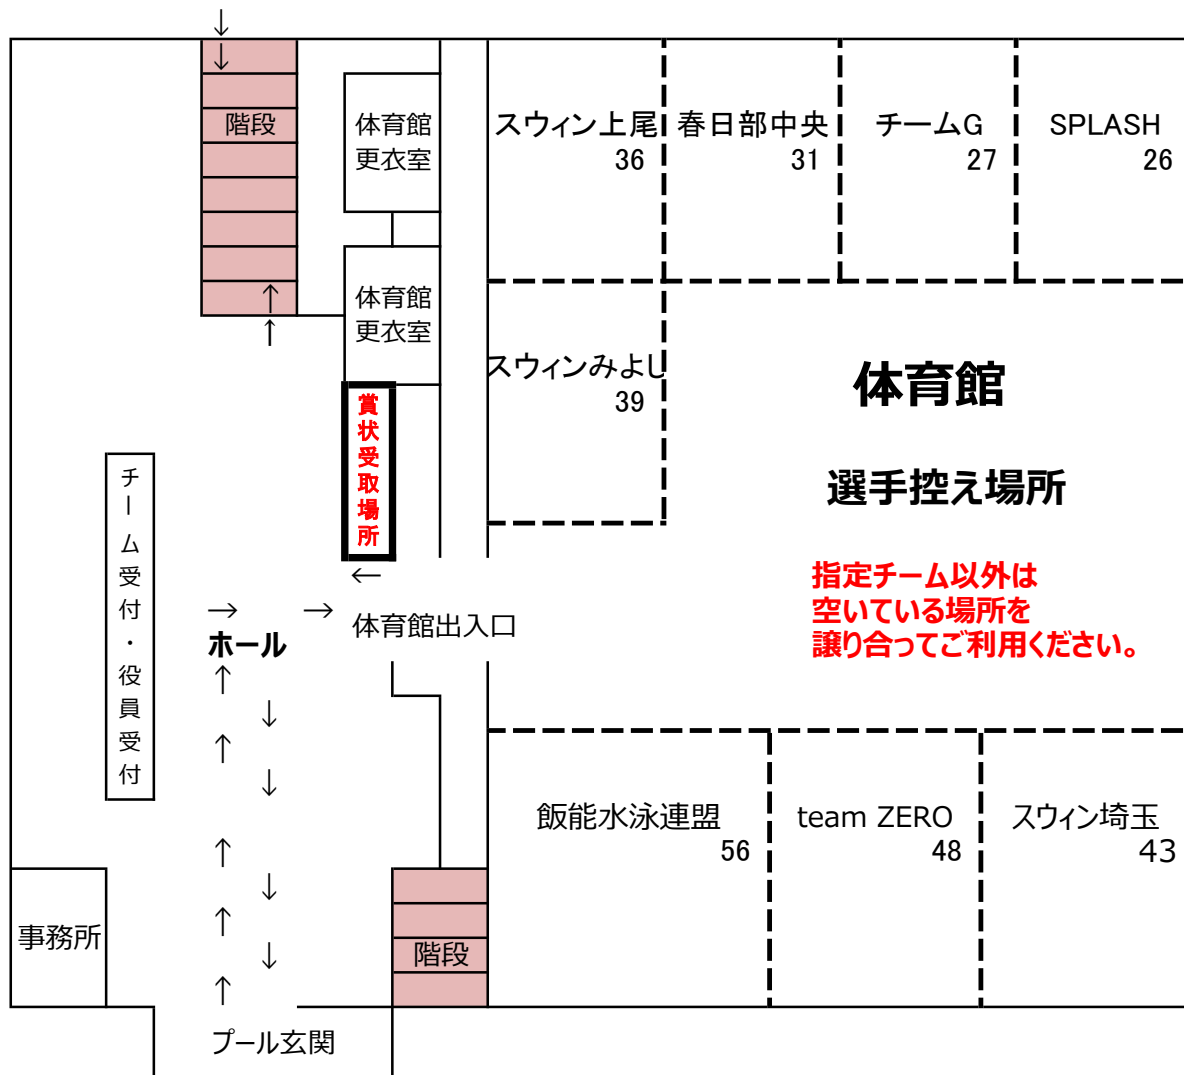 ↓
↓
階段
体育館
更衣室
スウィン上尾
36
春日部中央
31
チームG
27
SPLASH
26
↑
↑
体育館
更衣室
スウィンみよし
39
体育館
選手控え場所
賞状受取場所
チーム受付・役員受付
指定チーム以外は
空いている場所を
譲り合ってご利用ください。
←
→ →
体育館出入口
ホール
↑
↓
↑
↓
飯能水泳連盟
56
team ZERO
48
スウィン埼玉
43
↑
↓
↑
事務所
階段
↓
↑
プール玄関